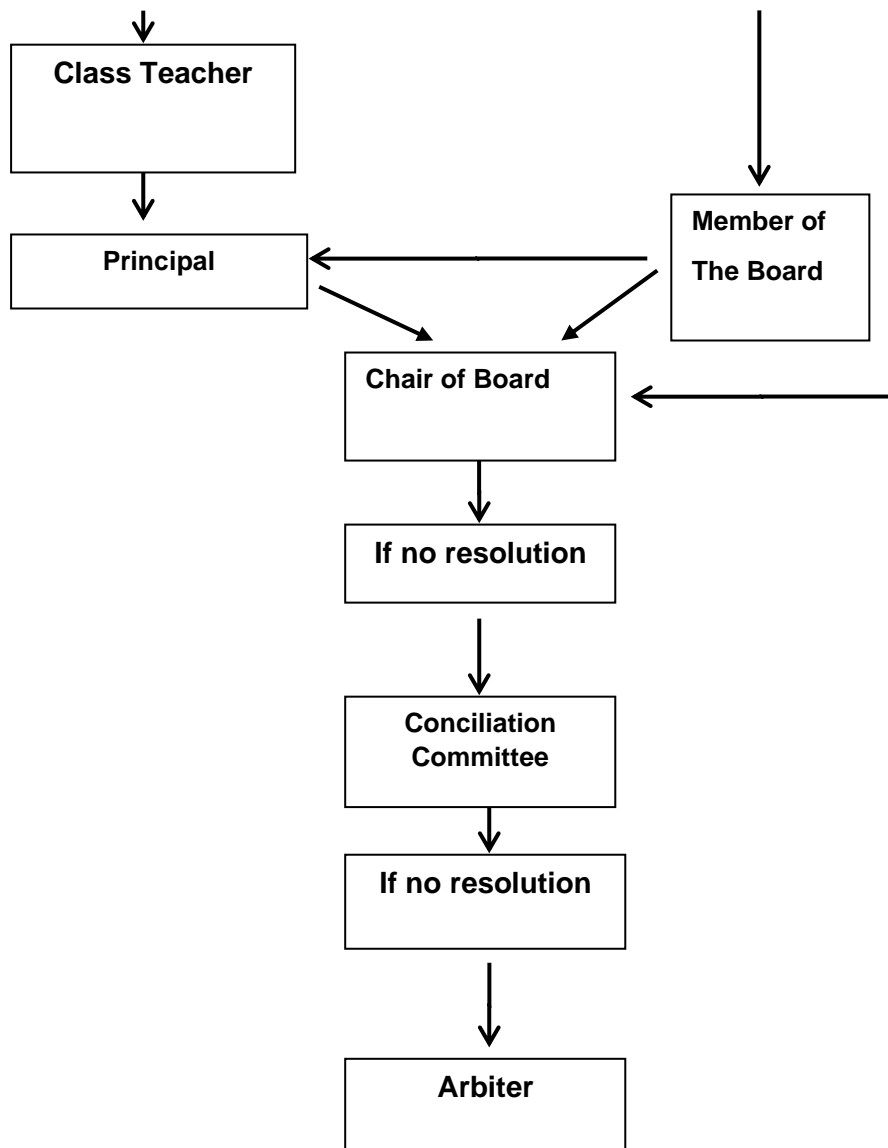 Class Teacher
Principal
Member of
The Board
Chair of Board
If no resolution
Conciliation
Committee
If no resolution
Arbiter